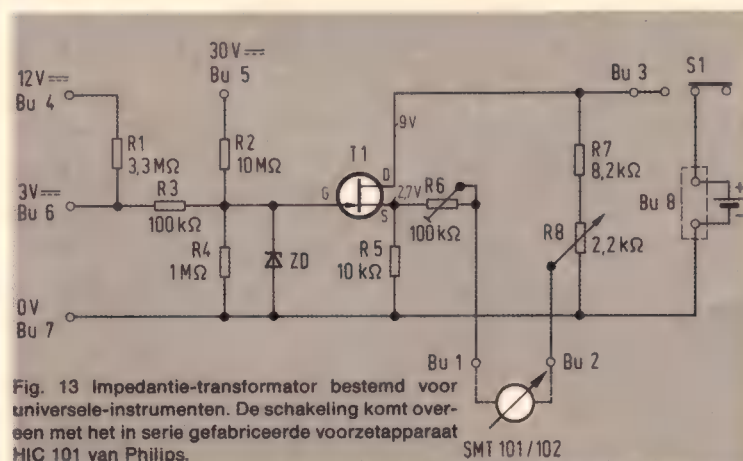 30V⎓
Bu 5
12V⎓
Bu 4
Bu 3
S1
R1
3,3MΩ
R2
10MΩ
T1
9V
R7
8,2kΩ
3V⎓
Bu 6
R3
100kΩ
G
D
S
2,7V
R6
100kΩ
Bu 8
+
−
R4
1MΩ
ZD
R5
10kΩ
R8
2,2kΩ
0V
Bu 7
Bu 1
Bu 2
SMT 101/102
Fig. 13 Impedantie-transformator bestemd voor
universele-instrumenten. De schakeling komt over-
een met het in serie gefabriceerde voorzetapparaat
HIC 101 van Philips.